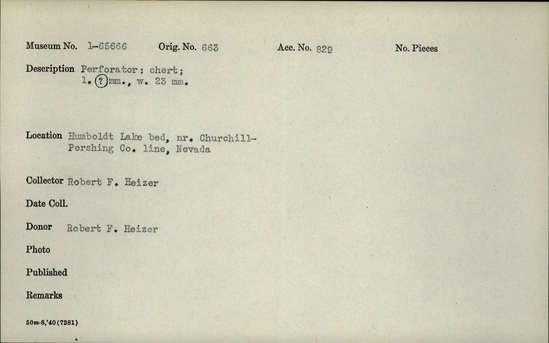 Museum No. 1-65666 Orig. No. 663 Acc. No. 829 No. Pieces
Description Perforator: chert;
l. (?) mm., w. 23 mm.
Location Humboldt Lake bed, nr. Churchill-
Pershing Co. line, Nevada
Collector Robert F. Heizer
Date Coll.
Donor Robert F. Heizer
Photo
Published
Remarks
50m-8,'40(7281)